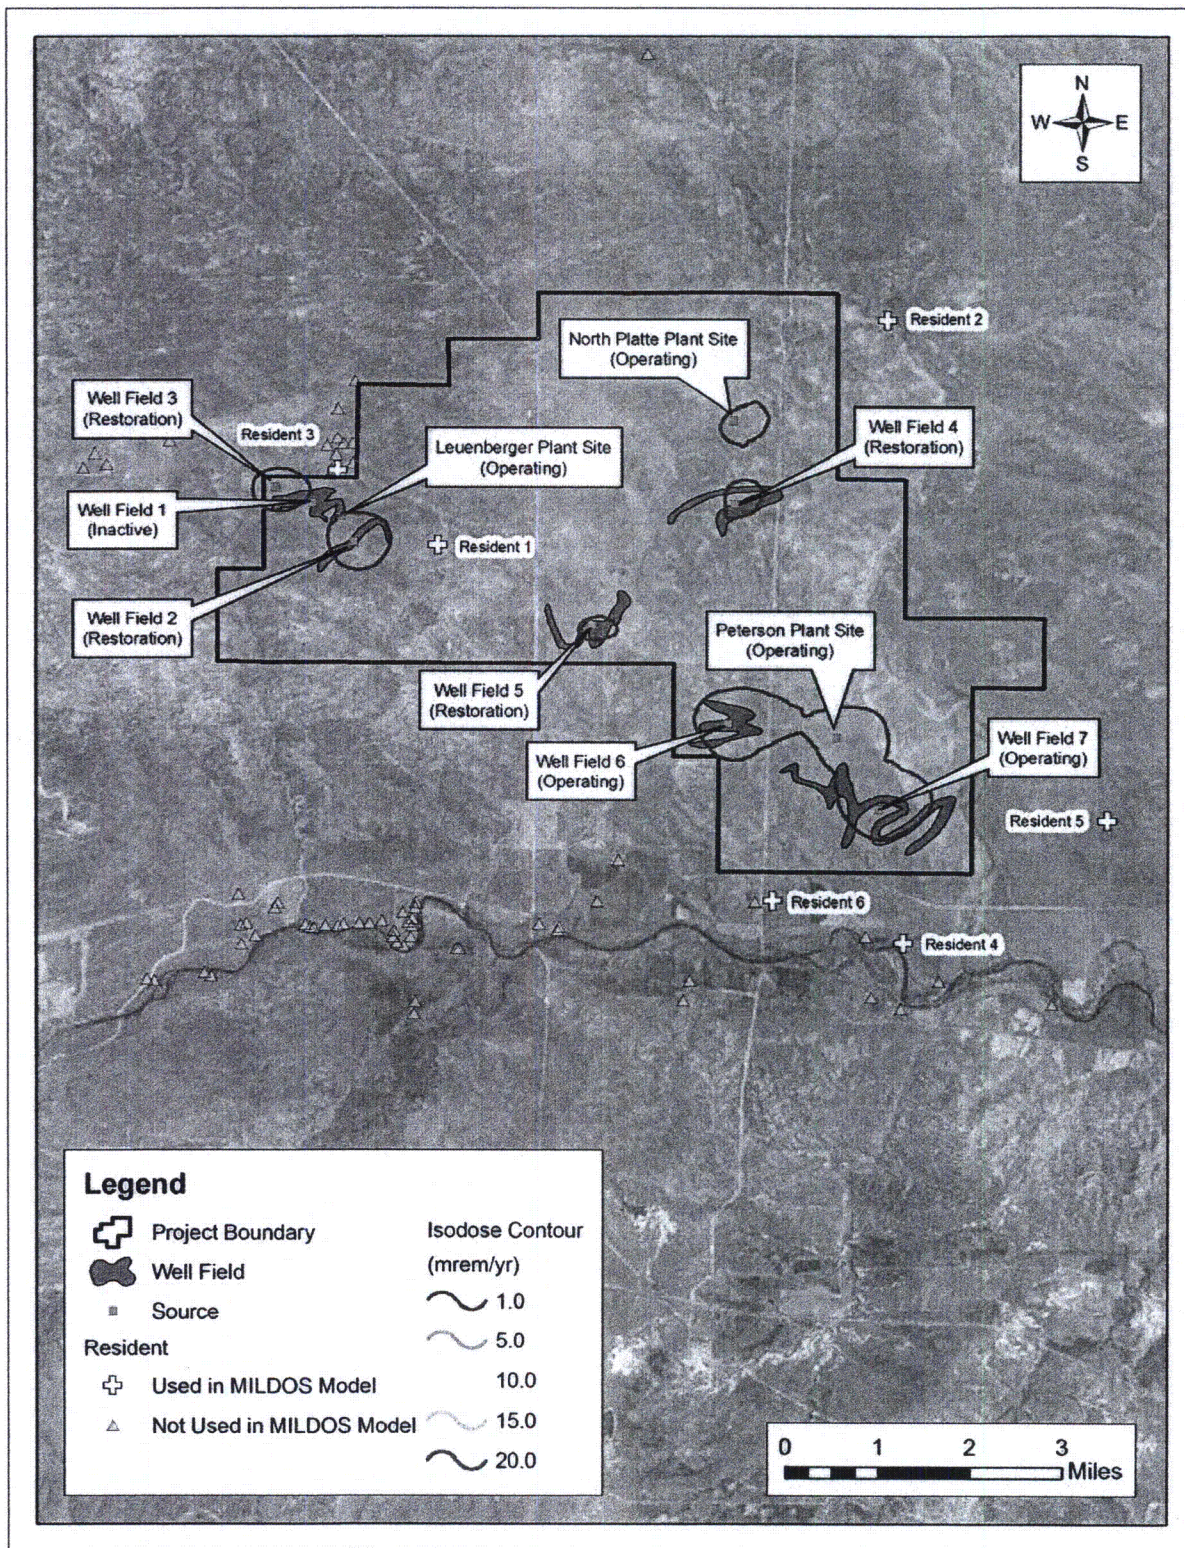 N
W E
S
Resident 2
North Platte Plant Site
(Operating)
Well Field 3
(Restoration)
Resident 3
Leuenberger Plant Site
(Operating)
Well Field 4
(Restoration)
Well Field 1
(Inactive)
Resident 1
Well Field 2
(Restoration)
Peterson Plant Site
(Operating)
Well Field 5
(Restoration)
Well Field 6
(Operating)
Well Field 7
(Operating)
Resident 5
Resident 6
Resident 4
Legend
Project Boundary
Well Field
Source
Resident
Used in MILDOS Model
Not Used in MILDOS Model
Isodose Contour
(mrem/yr)
1.0
5.0
10.0
15.0
20.0
0 1 2 3
Miles